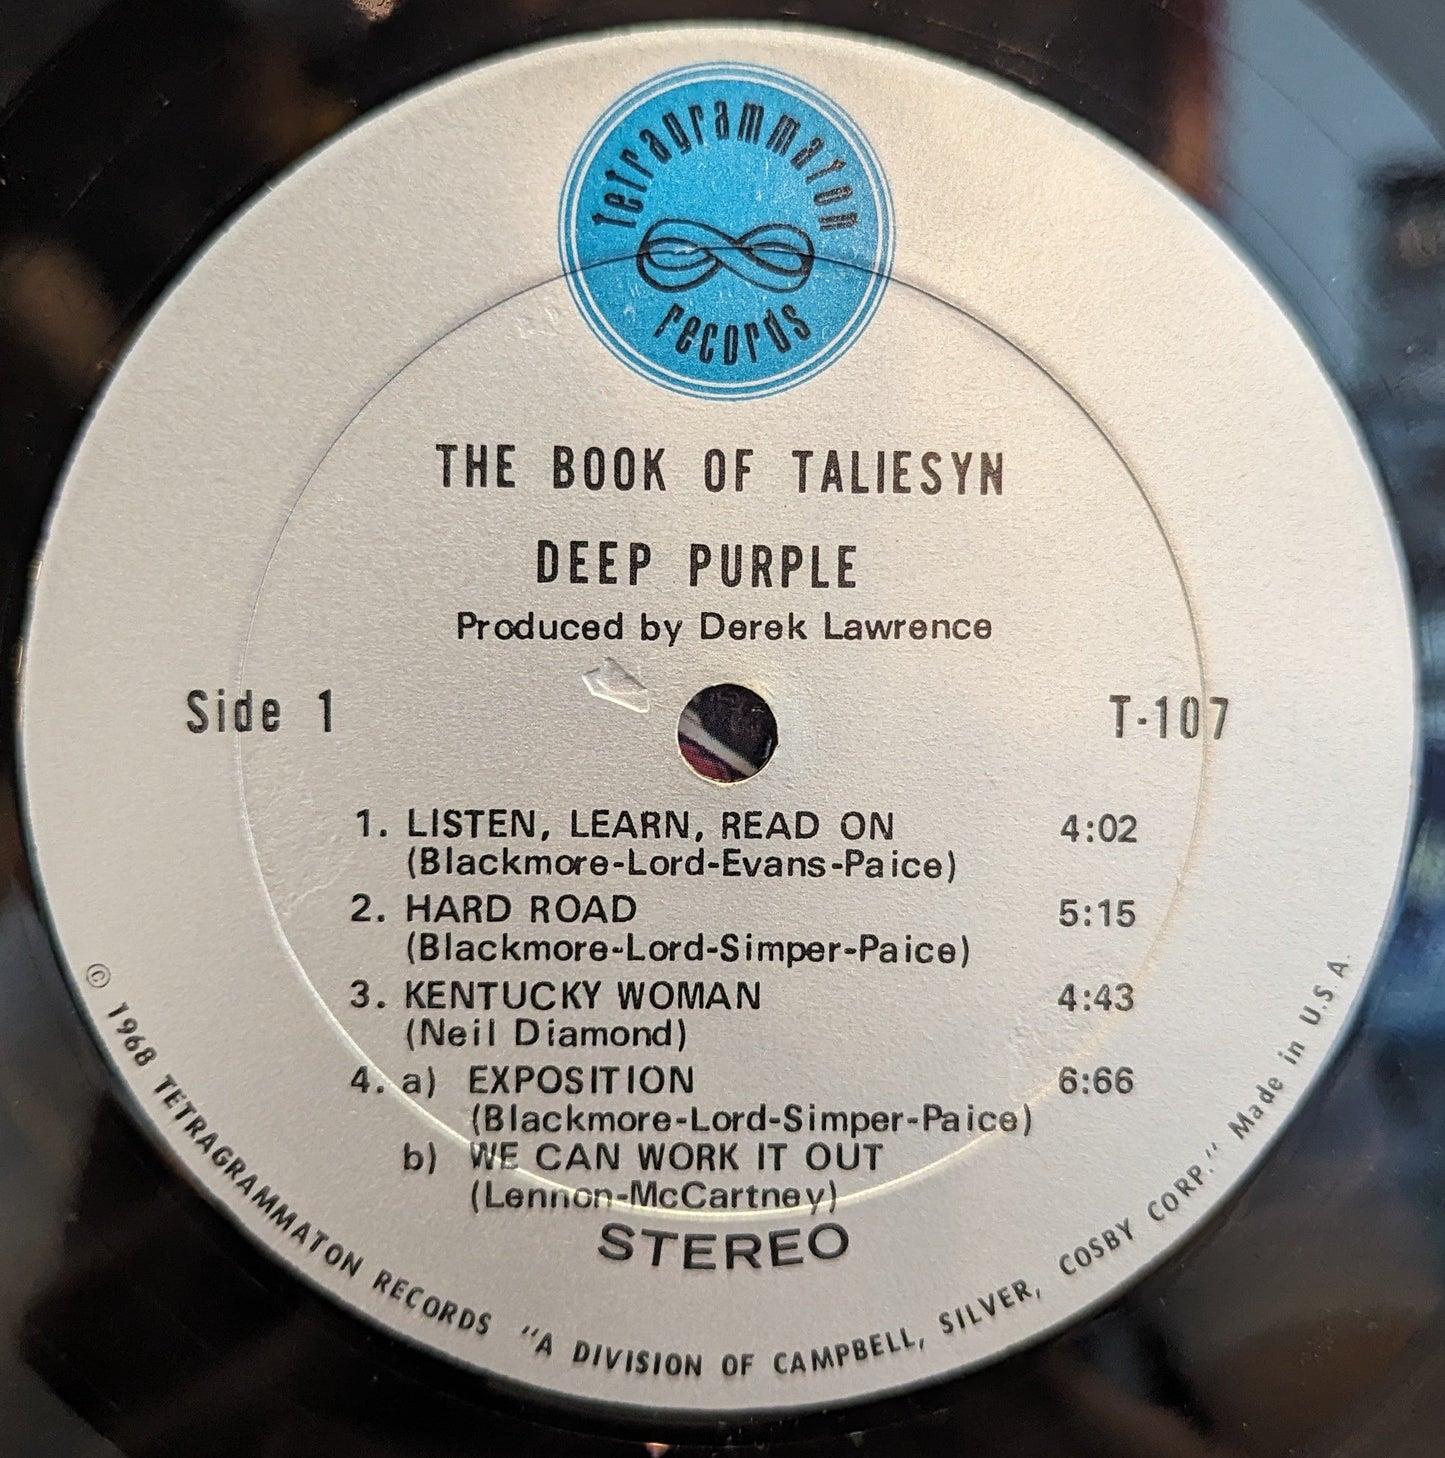 tetragrammaton
records
THE BOOK OF TALIESYN
DEEP PURPLE
Produced by Derek Lawrence
Side 1
T-107
1. LISTEN, LEARN, READ ON 4:02
(Blackmore-Lord-Evans-Paice)
2. HARD ROAD 5:15
(Blackmore-Lord-Simper-Paice)
3. KENTUCKY WOMAN 4:43
(Neil Diamond)
4. a) EXPOSITION 6:66
(Blackmore-Lord-Simper-Paice)
b) WE CAN WORK IT OUT
(Lennon-McCartney)
STEREO
© 1968 TETRAGRAMMATON RECORDS "A DIVISION OF CAMPBELL, SILVER, COSBY CORP." Made in U.S.A.